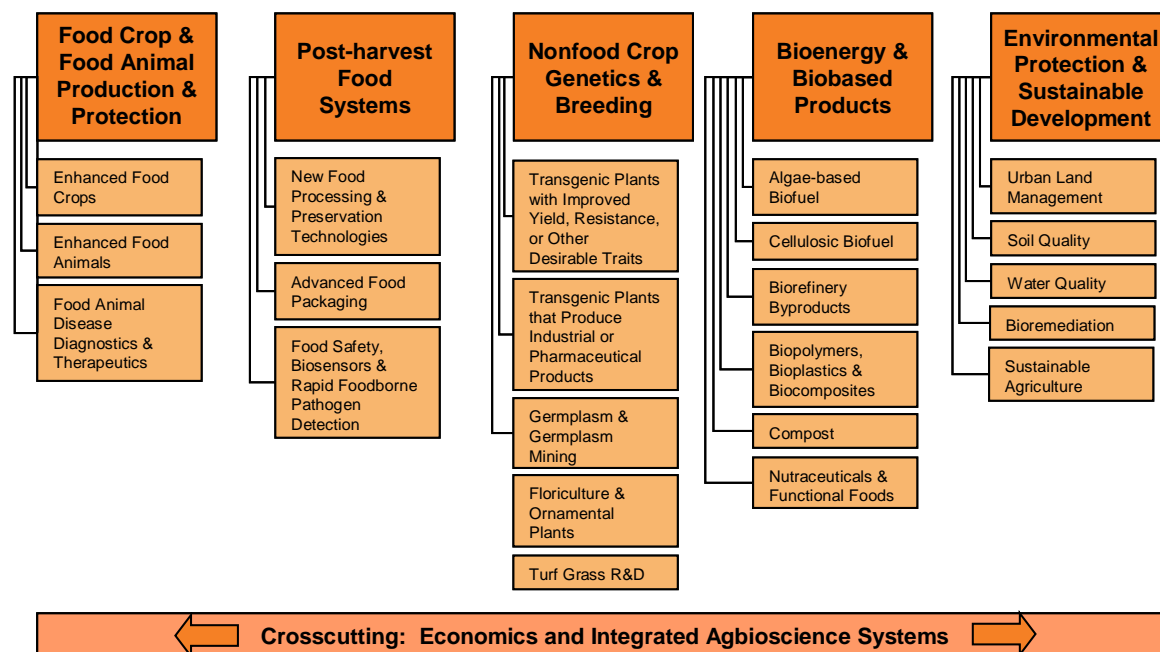 Food Crop &
Food Animal
Production &
Protection
Enhanced Food
Crops
Enhanced Food
Animals
Food Animal
Disease
Diagnostics &
Therapeutics
Post-harvest
Food
Systems
New Food
Processing &
Preservation
Technologies
Advanced Food
Packaging
Food Safety,
Biosensors &
Rapid Foodborne
Pathogen
Detection
Nonfood Crop
Genetics &
Breeding
Transgenic Plants
with Improved
Yield, Resistance,
or Other
Desirable Traits
Transgenic Plants
that Produce
Industrial or
Pharmaceutical
Products
Germplasm &
Germplasm
Mining
Floriculture &
Ornamental
Plants
Turf Grass R&D
Bioenergy &
Biobased
Products
Algae-based
Biofuel
Cellulosic Biofuel
Biorefinery
Byproducts
Biopolymers,
Bioplastics &
Biocomposites
Compost
Nutraceuticals &
Functional Foods
Environmental
Protection &
Sustainable
Development
Urban Land
Management
Soil Quality
Water Quality
Bioremediation
Sustainable
Agriculture
Crosscutting: Economics and Integrated Agbioscience Systems